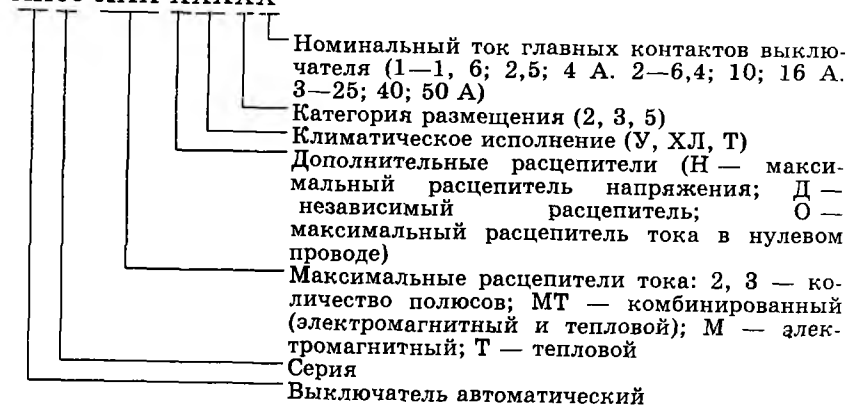 Номинальный ток главных контактов выклю-
чателя (1—1, 6; 2,5; 4 А. 2—6,4; 10; 16 А.
3—25; 40; 50 А)
Категория размещения (2, 3, 5)
Климатическое исполнение (У, ХЛ, Т)
Дополнительные расцепители (Н — макси-
мальный расцепитель напряжения; Д —
независимый расцепитель; О —
максимальный расцепитель тока в нулевом
проводе)
Максимальные расцепители тока: 2, 3 — ко-
личество полюсов; МТ — комбинированный
(электромагнитный и тепловой); М — элек-
тромагнитный; Т — тепловой
Серия
Выключатель автоматический